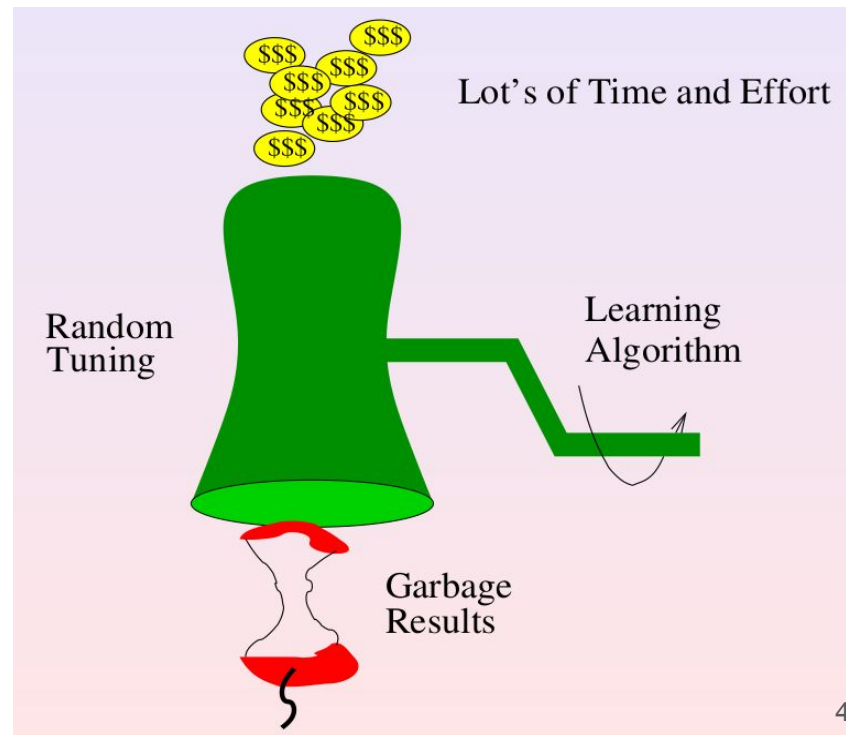 $$$
$$$
$$$
$$$
$$$
$$$
$$$
$$$
Lot's of Time and Effort
Random
Tuning
Learning
Algorithm
Garbage
Results
4